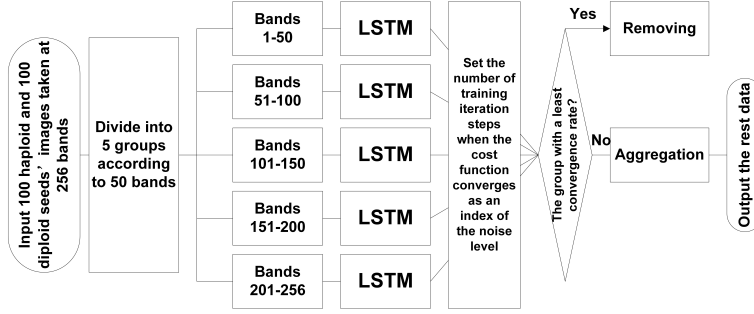 Input 100 haploid and 100
diploid seeds’ images taken at
256 bands
Divide into
5 groups
according
to 50 bands
Bands
1-50
LSTM
Bands
51-100
LSTM
Bands
101-150
LSTM
Bands
151-200
LSTM
Bands
201-256
LSTM
Set the
number of
training
iteration
steps
when the
cost
function
converges
as an
index of
the noise
level
The group with a least
convergence rate?
Yes
Removing
No
Aggregation
Output the rest data